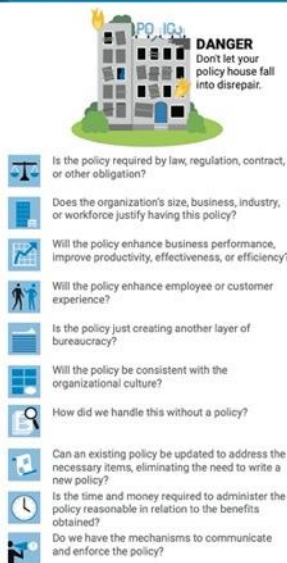 POLICY
DANGER
Don't let your
policy house fall
into disrepair.
Is the policy required by law, regulation, contract,
or other obligation?
Does the organization's size, business, industry,
or workforce justify having this policy?
Will the policy enhance business performance,
improve productivity, effectiveness, or efficiency?
Will the policy enhance employee or customer
experience?
Is the policy just creating another layer of
bureaucracy?
Will the policy be consistent with the
organizational culture?
How did we handle this without a policy?
Can an existing policy be updated to address the
necessary items, eliminating the need to write a
new policy?
Is the time and money required to administer the
policy reasonable in relation to the benefits
obtained?
Do we have the mechanisms to communicate
and enforce the policy?